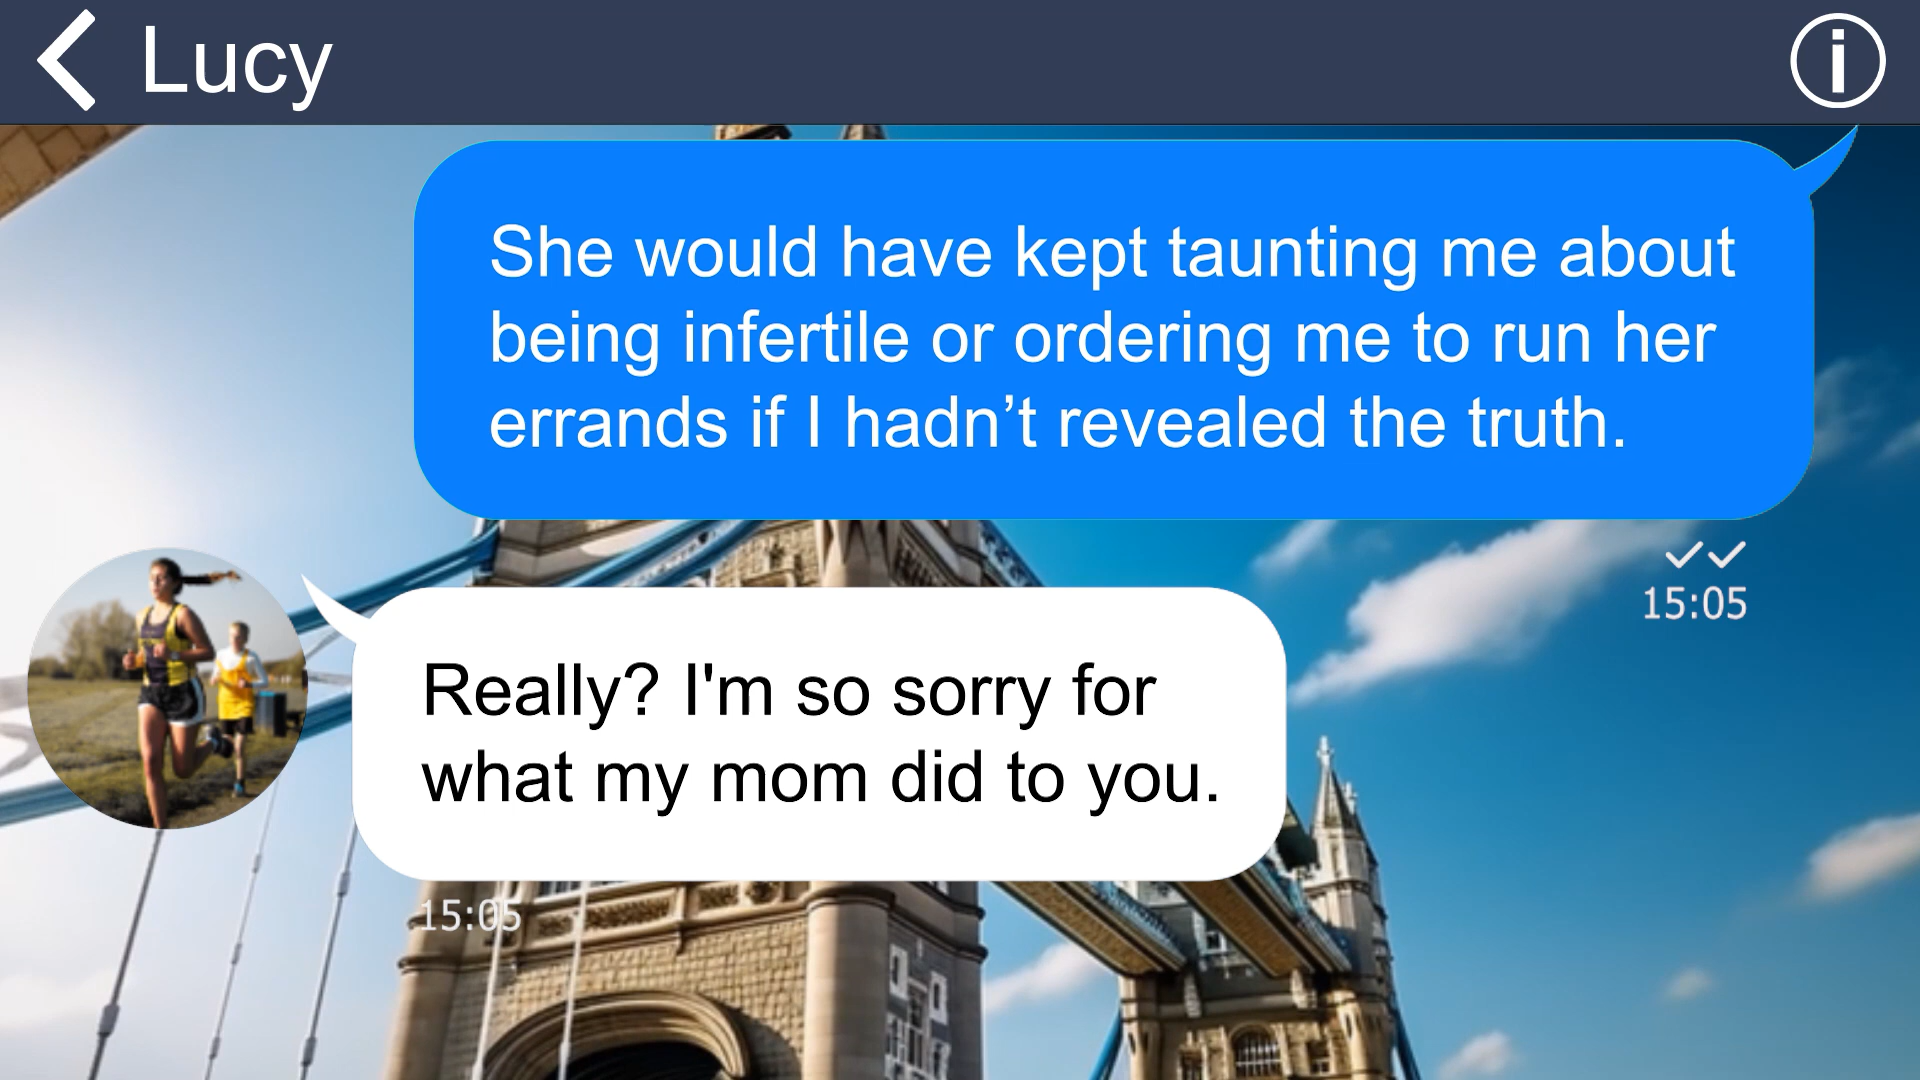 Lucy
She would have kept taunting me about
being infertile or ordering me to run her
errands if I hadn’t revealed the truth.
15:05
Really? I'm so sorry for
what my mom did to you.
15:05